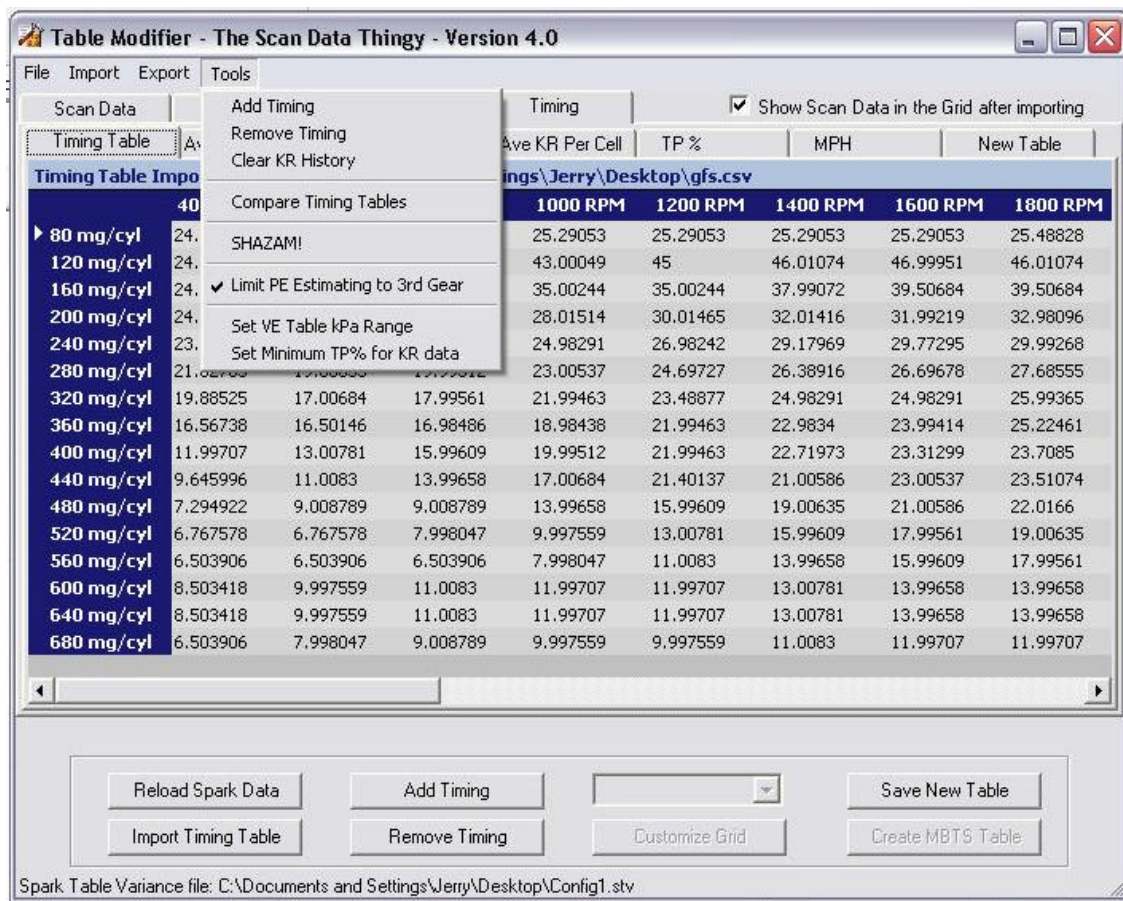 Table Modifier - The Scan Data Thingy - Version 4.0
File Import Export Tools
Scan Data Timing Show Scan Data in the Grid after importing
Timing Table Ave KR Per Cell TP % MPH New Table
Add Timing
Remove Timing
Clear KR History
Compare Timing Tables
SHAZAM!
Limit PE Estimating to 3rd Gear
Set VE Table kPa Range
Set Minimum TP% for KR data
Timing Table Impo ings\Jerry\Desktop\gfs.csv
40 1000 RPM 1200 RPM 1400 RPM 1600 RPM 1800 RPM
80 mg/cyl 24. 25.29053 25.29053 25.29053 25.29053 25.48828
120 mg/cyl 24. 43.00049 45 46.01074 46.99951 46.01074
160 mg/cyl 24. 35.00244 35.00244 37.99072 39.50684 39.50684
200 mg/cyl 24. 28.01514 30.01465 32.01416 31.99219 32.98096
240 mg/cyl 23. 24.98291 26.98242 29.17969 29.77295 29.99268
280 mg/cyl 23.00537 24.69727 26.38916 26.69678 27.68555
320 mg/cyl 19.88525 17.00684 17.99561 21.99463 23.48877 24.98291 24.98291 25.99365
360 mg/cyl 16.56738 16.50146 16.98486 18.98438 21.99463 22.9834 23.99414 25.22461
400 mg/cyl 11.99707 13.00781 15.99609 19.99512 21.99463 22.71973 23.31299 23.7085
440 mg/cyl 9.645996 11.0083 13.99658 17.00684 21.40137 21.00586 23.00537 23.51074
480 mg/cyl 7.294922 9.008789 9.008789 13.99658 15.99609 19.00635 21.00586 22.0166
520 mg/cyl 6.767578 6.767578 7.998047 9.997559 13.00781 15.99609 17.99561 19.00635
560 mg/cyl 6.503906 6.503906 6.503906 7.998047 11.0083 13.99658 15.99609 17.99561
600 mg/cyl 8.503418 9.997559 11.0083 11.99707 11.99707 13.00781 13.99658 13.99658
640 mg/cyl 8.503418 9.997559 11.0083 11.99707 11.99707 13.00781 13.99658 13.99658
680 mg/cyl 6.503906 7.998047 9.008789 9.997559 9.997559 11.0083 11.99707 11.99707
Reload Spark Data Add Timing Save New Table
Import Timing Table Remove Timing Customize Grid Create MBTS Table
Spark Table Variance file: C:\Documents and Settings\Jerry\Desktop\Config1.stv